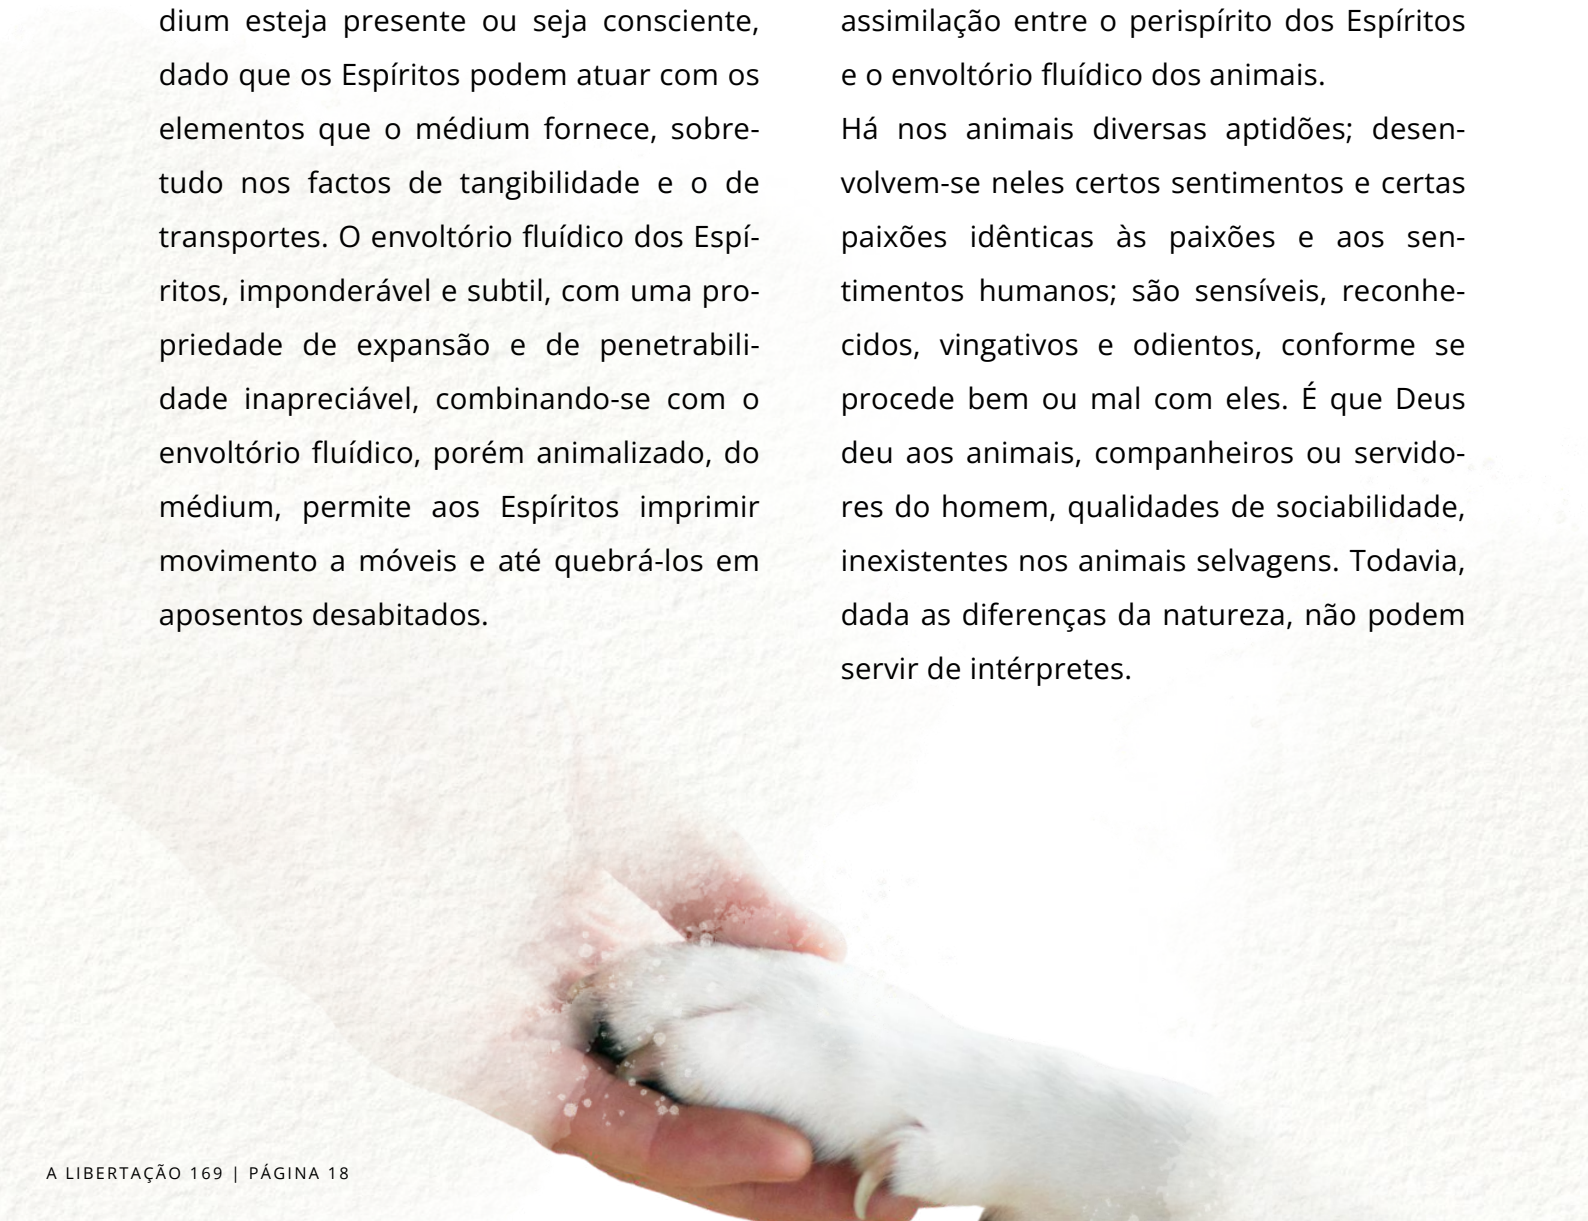 dium esteja presente ou seja consciente,
dado que os Espíritos podem atuar com os
elementos que o médium fornece, sobre-
tudo nos factos de tangibilidade e o de
transportes. O envoltório fluídico dos Espí-
ritos, imponderável e subtil, com uma pro-
priedade de expansão e de penetrabili-
dade inapreciável, combinando-se com o
envoltório fluídico, porém animalizado, do
médium, permite aos Espíritos imprimir
movimento a móveis e até quebrá-los em
aposentos desabitados.
assimilação entre o perispírito dos Espíritos
e o envoltório fluídico dos animais.
Há nos animais diversas aptidões; desen-
volvem-se neles certos sentimentos e certas
paixões idênticas às paixões e aos sen-
timentos humanos; são sensíveis, reconhe-
cidos, vingativos e odientos, conforme se
procede bem ou mal com eles. É que Deus
deu aos animais, companheiros ou servido-
res do homem, qualidades de sociabilidade,
inexistentes nos animais selvagens. Todavia,
dada as diferenças da natureza, não podem
servir de intérpretes.
A LIBERTAÇÃO 169 | PÁGINA 18